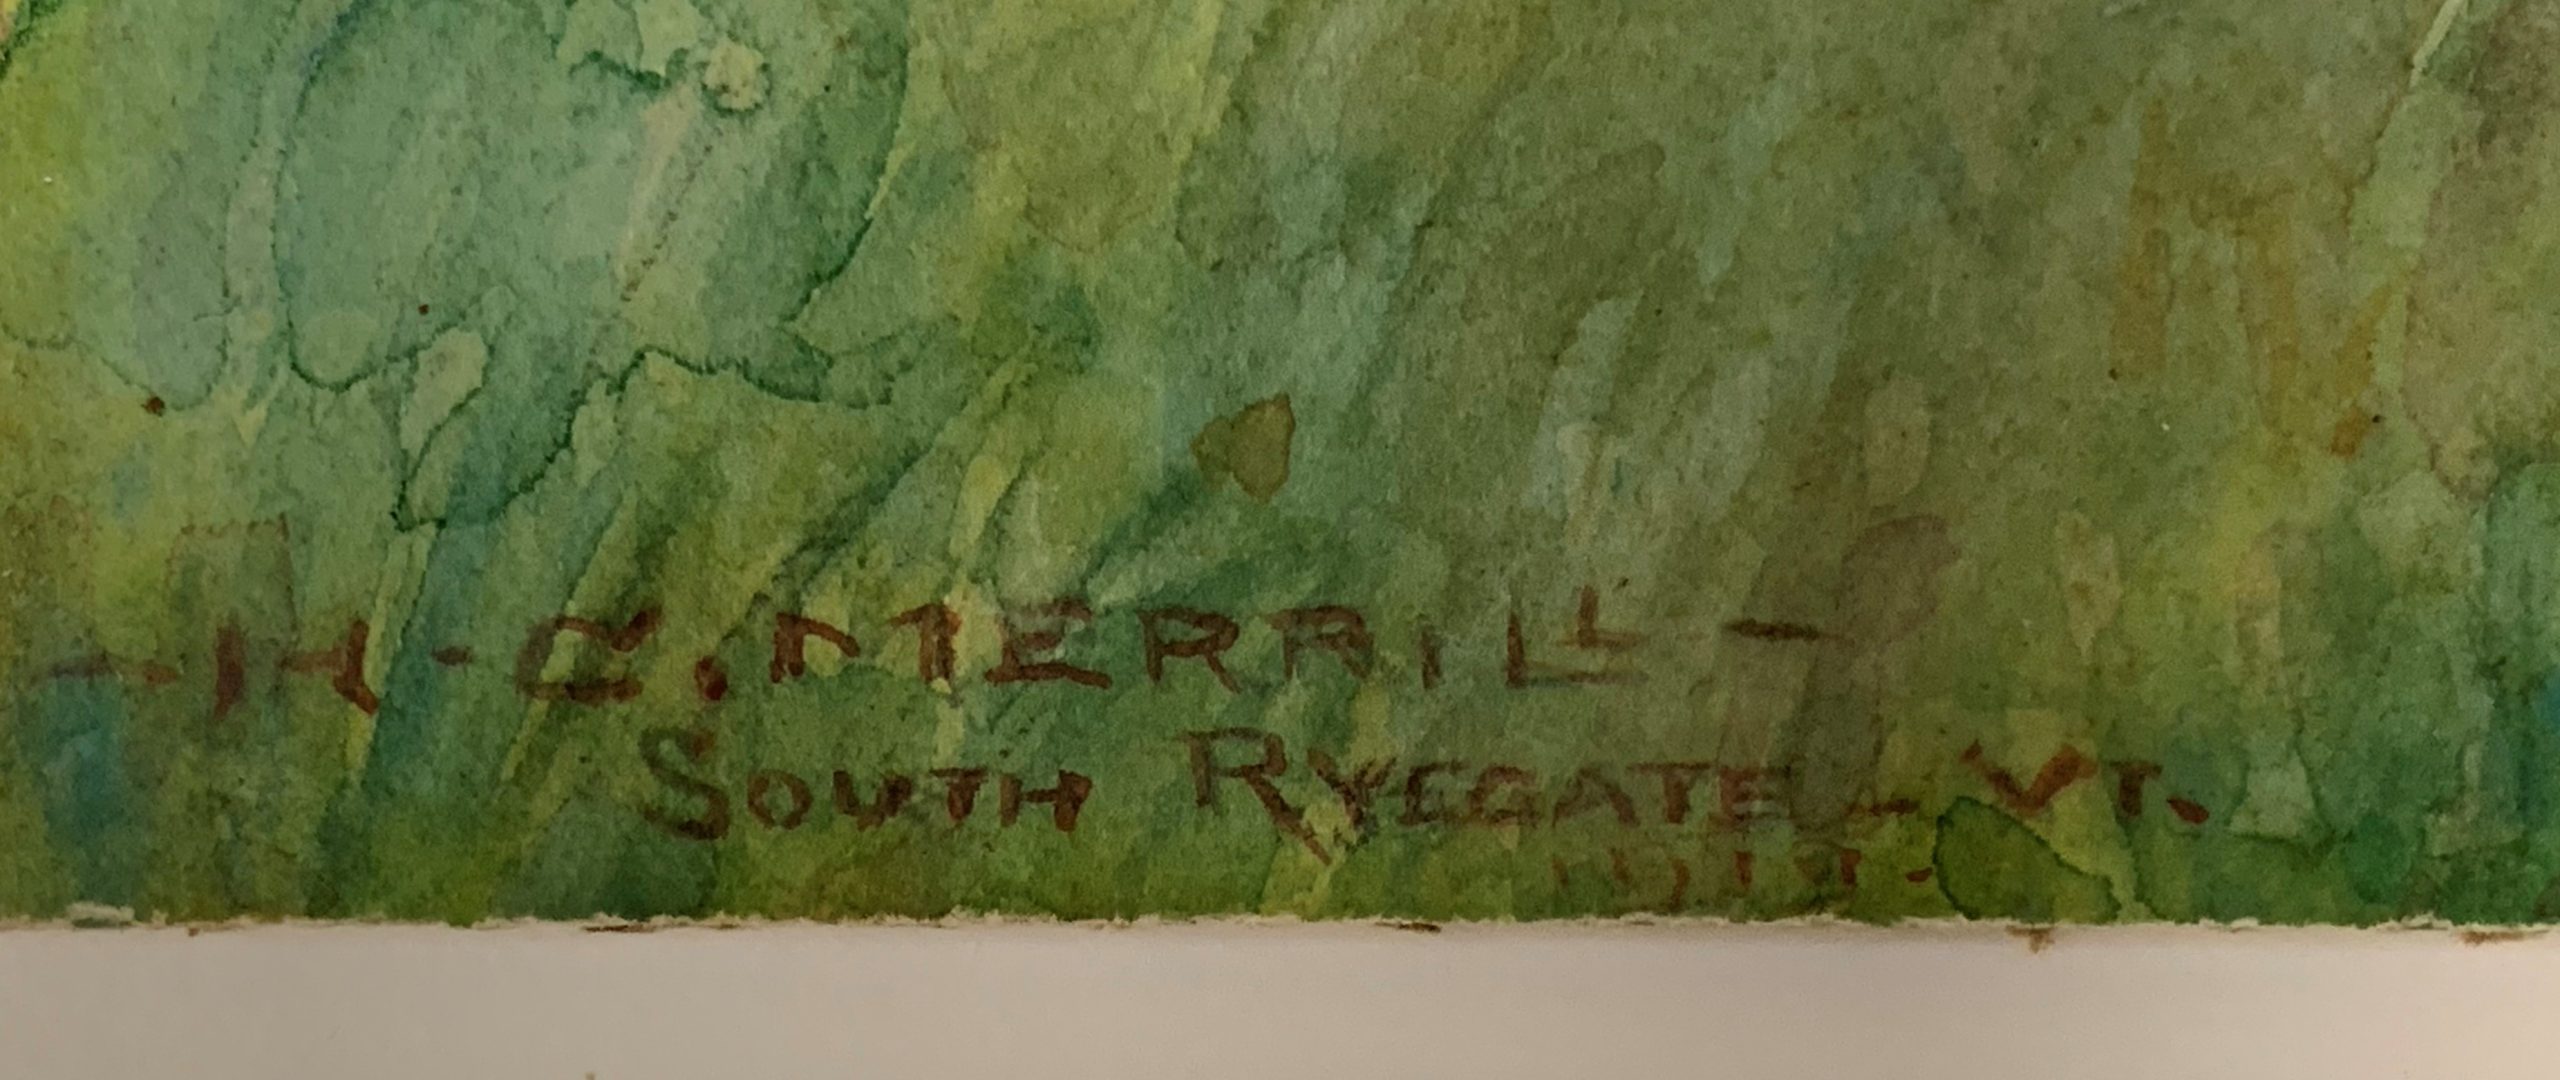 -H-C.MERRILL-
SOUTH RYEGATE - VT.